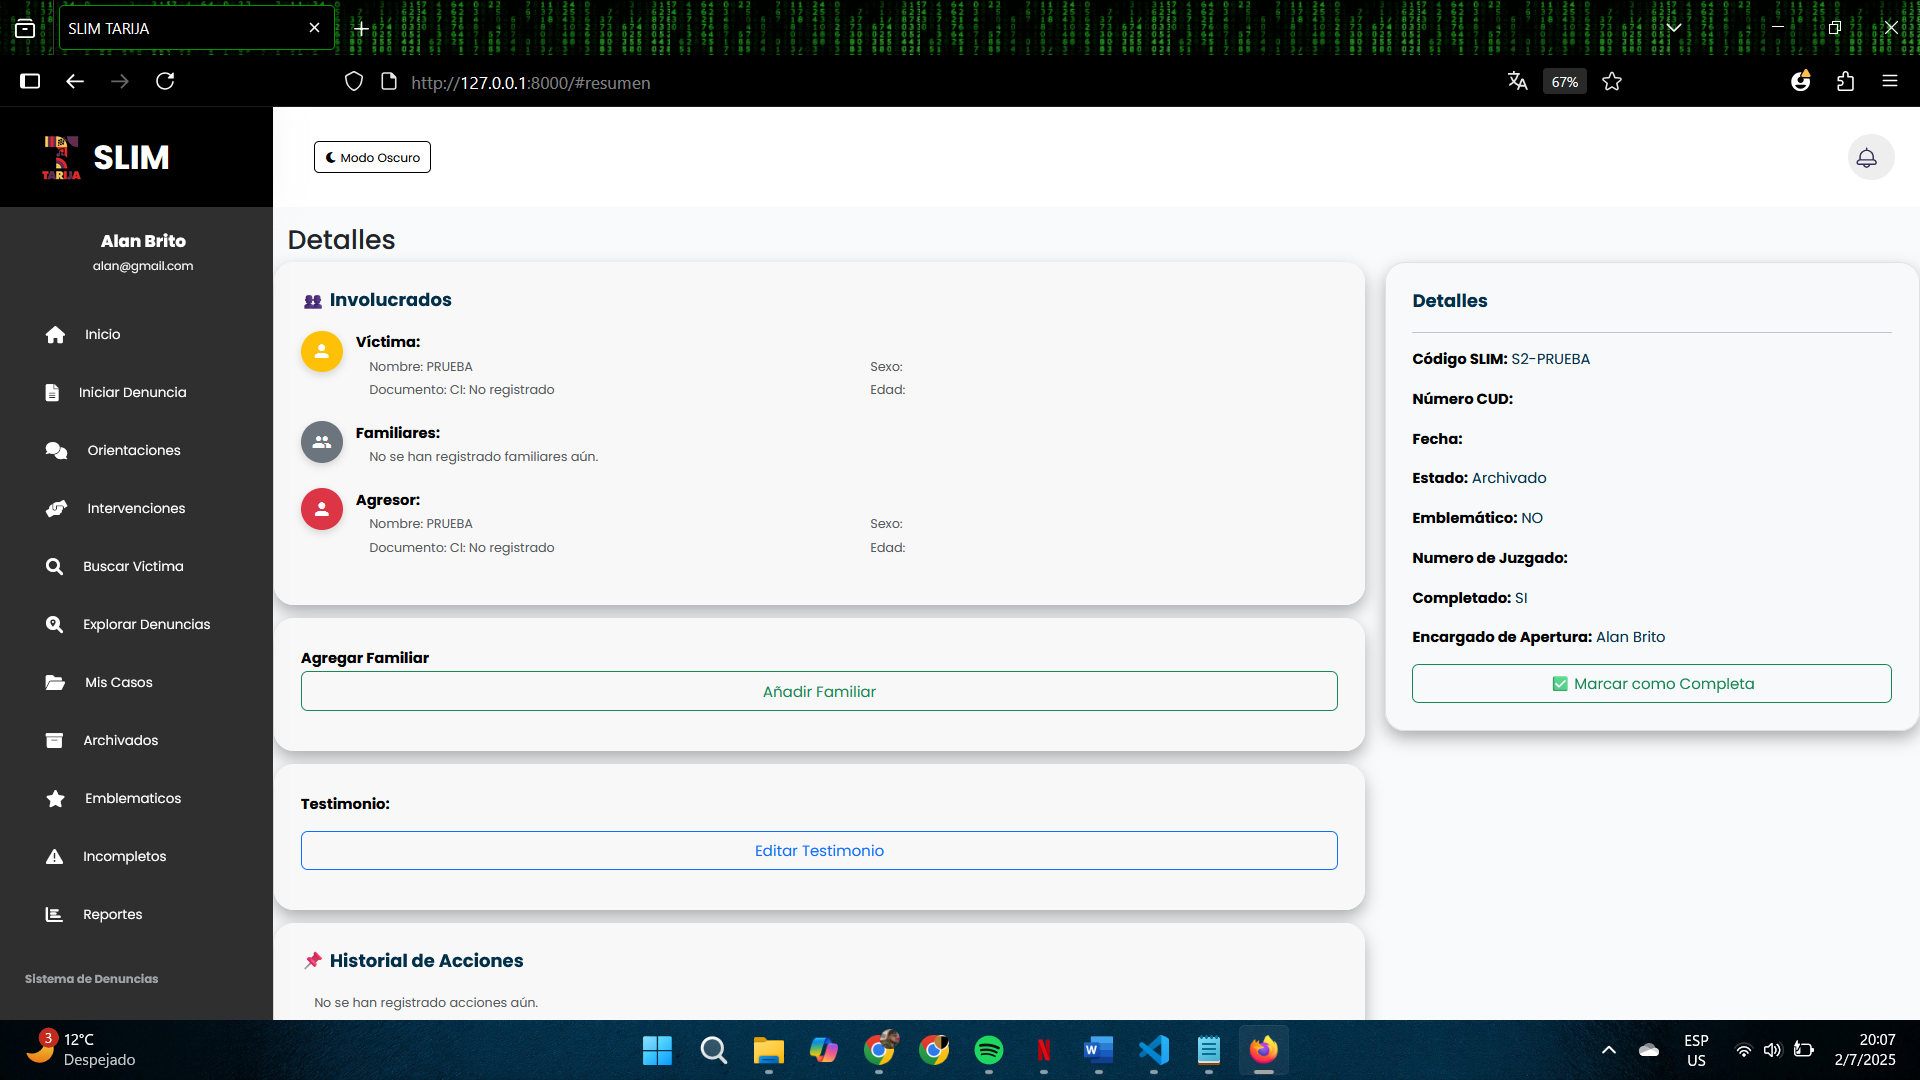 SLIM TARIJA
http://127.0.0.1:8000/#resumen
67%
TARIJA
SLIM
Modo Oscuro
Alan Brito
alan@gmail.com
Inicio
Iniciar Denuncia
Orientaciones
Intervenciones
Buscar Victima
Explorar Denuncias
Mis Casos
Archivados
Emblematicos
Incompletos
Reportes
Sistema de Denuncias
Detalles
Involucrados
Víctima:
Nombre: PRUEBA
Sexo:
Documento: CI: No registrado
Edad:
Familiares:
No se han registrado familiares aún.
Agresor:
Nombre: PRUEBA
Sexo:
Documento: CI: No registrado
Edad:
Agregar Familiar
Añadir Familiar
Testimonio:
Editar Testimonio
Historial de Acciones
No se han registrado acciones aún.
Detalles
Código SLIM: S2-PRUEBA
Número CUD:
Fecha:
Estado: Archivado
Emblemático: NO
Numero de Juzgado:
Completado: SI
Encargado de Apertura: Alan Brito
Marcar como Completa
3
12°C
Despejado
ESP
US
20:07
2/7/2025